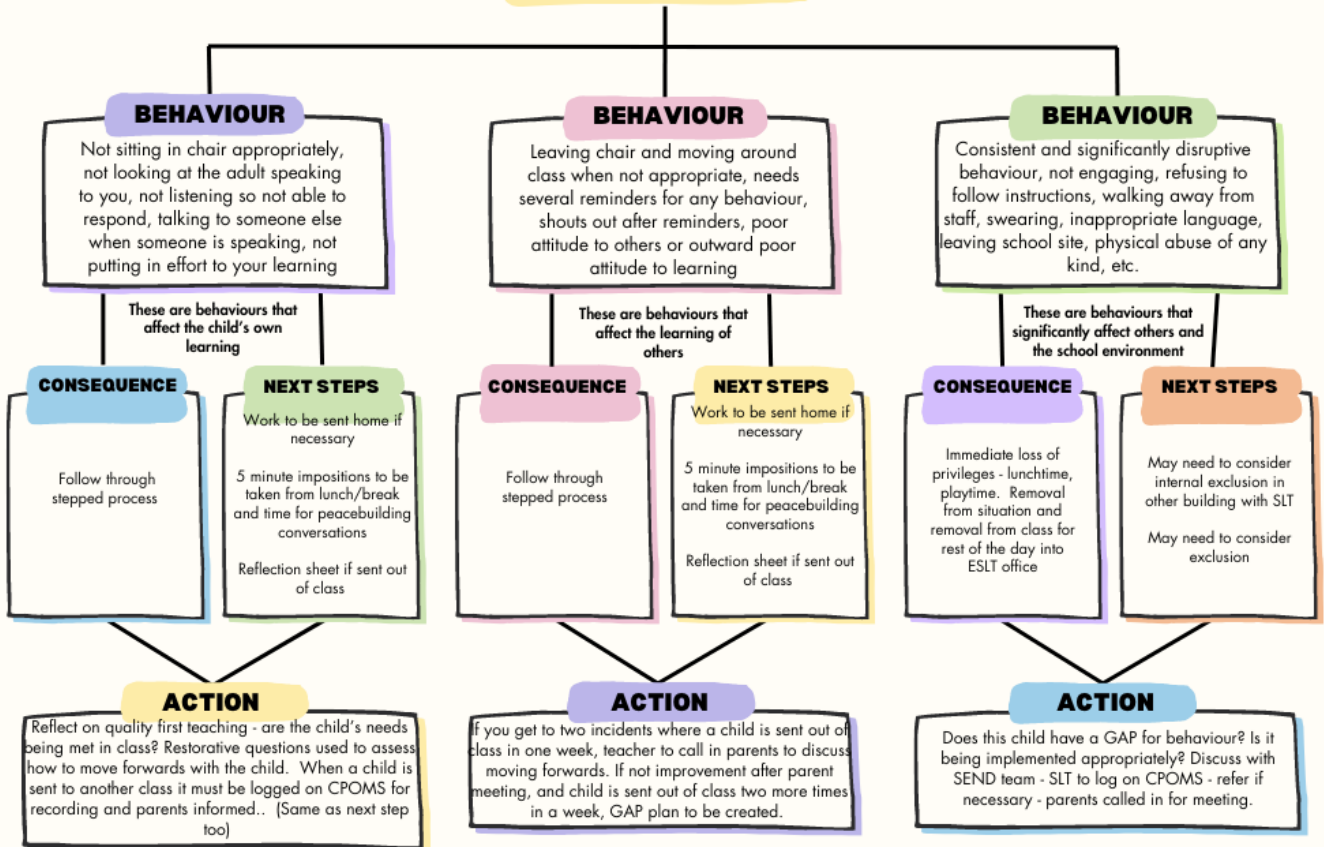 BEHAVIOUR
Not sitting in chair appropriately,
not looking at the adult speaking
to you, not listening so not able to
respond, talking to someone else
when someone is speaking, not
putting in effort to your learning
These are behaviours that
affect the child's own
learning
CONSEQUENCE
Follow through
stepped process
NEXT STEPS
Work to be sent home if
necessary
5 minute impositions to be
taken from lunch/break
and time for peacebuilding
conversations
Reflection sheet if sent out
of class
ACTION
Reflect on quality first teaching - are the child's needs
being met in class? Restorative questions used to assess
how to move forwards with the child. When a child is
sent to another class it must be logged on CPOMS for
recording and parents informed.. (Same as next step
too)
BEHAVIOUR
Leaving chair and moving around
class when not appropriate, needs
several reminders for any behaviour,
shouts out after reminders, poor
attitude to others or outward poor
attitude to learning
These are behaviours that
affect the learning of
others
CONSEQUENCE
Follow through
stepped process
NEXT STEPS
Work to be sent home if
necessary
5 minute impositions to be
taken from lunch/break
and time for peacebuilding
conversations
Reflection sheet if sent out
of class
ACTION
If you get to two incidents where a child is sent out of
class in one week, teacher to call in parents to discuss
moving forwards. If not improvement after parent
meeting, and child is sent out of class two more times
in a week, GAP plan to be created.
BEHAVIOUR
Consistent and significantly disruptive
behaviour, not engaging, refusing to
follow instructions, walking away from
staff, swearing, inappropriate language,
leaving school site, physical abuse of any
kind, etc.
These are behaviours that
significantly affect others and
the school environment
CONSEQUENCE
Immediate loss of
privileges - lunchtime,
playtime. Removal
from situation and
removal from class for
rest of the day into
ESLT office
NEXT STEPS
May need to consider
internal exclusion in
other building with SLT
May need to consider
exclusion
ACTION
Does this child have a GAP for behaviour? Is it
being implemented appropriately? Discuss with
SEND team - SLT to log on CPOMS - refer if
necessary - parents called in for meeting.